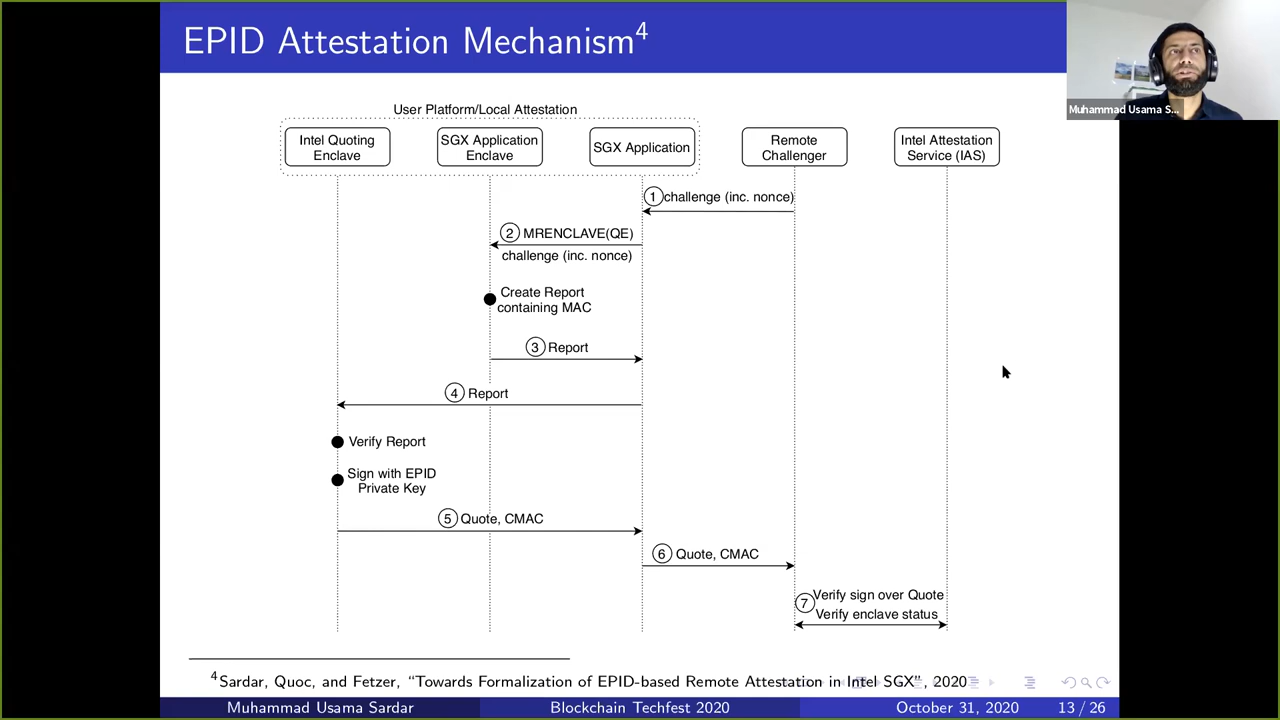 EPID Attestation Mechanism4
Muhammad Usama S...
User Platform/Local Attestation
Intel Quoting
Enclave
SGX Application
Enclave
SGX Application
Remote
Challenger
Intel Attestation
Service (IAS)
1 challenge (inc. nonce)
2 MRENCLAVE(QE)
challenge (inc. nonce)
Create Report
containing MAC
3 Report
4 Report
Verify Report
Sign with EPID
Private Key
5 Quote, CMAC
6 Quote, CMAC
7 Verify sign over Quote
Verify enclave status
4Sardar, Quoc, and Fetzer, “Towards Formalization of EPID-based Remote Attestation in Intel SGX”, 2020
Muhammad Usama Sardar Blockchain Techfest 2020 October 31, 2020 13 / 26